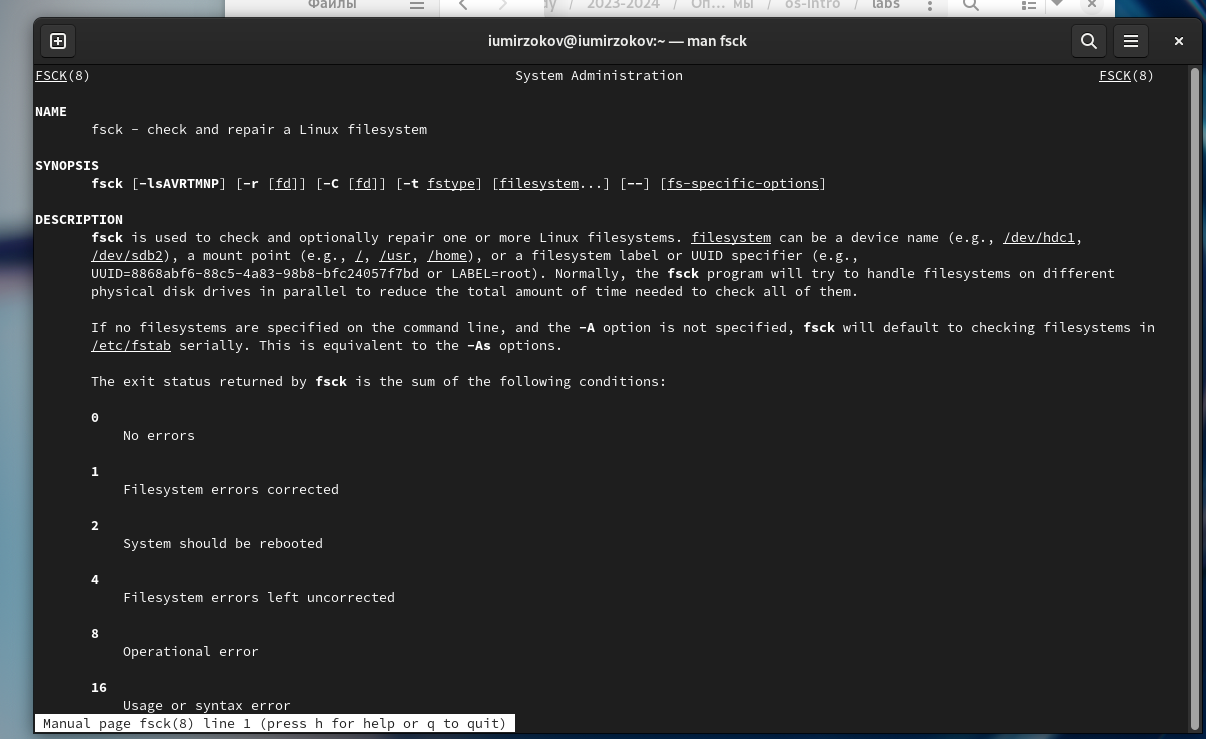 Файлы / 2023-2024 / Оп… мы / os-intro / labs
iumirzokov@iumirzokov:~ — man fsck
FSCK(8) System Administration FSCK(8)
NAME
fsck - check and repair a Linux filesystem
SYNOPSIS
fsck [-lsAVRTMNP] [-r [fd]] [-C [fd]] [-t fstype] [filesystem...] [--] [fs-specific-options]
DESCRIPTION
fsck is used to check and optionally repair one or more Linux filesystems. filesystem can be a device name (e.g., /dev/hdc1,
/dev/sdb2), a mount point (e.g., /, /usr, /home), or a filesystem label or UUID specifier (e.g.,
UUID=8868abf6-88c5-4a83-98b8-bfc24057f7bd or LABEL=root). Normally, the fsck program will try to handle filesystems on different
physical disk drives in parallel to reduce the total amount of time needed to check all of them.
If no filesystems are specified on the command line, and the -A option is not specified, fsck will default to checking filesystems in
/etc/fstab serially. This is equivalent to the -As options.
The exit status returned by fsck is the sum of the following conditions:
0
No errors
1
Filesystem errors corrected
2
System should be rebooted
4
Filesystem errors left uncorrected
8
Operational error
16
Usage or syntax error
Manual page fsck(8) line 1 (press h for help or q to quit)